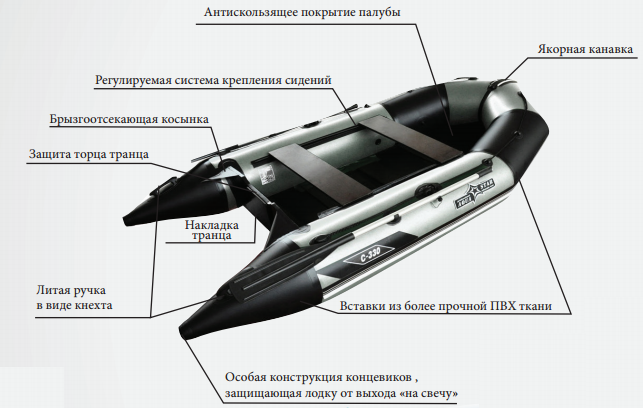 Антискользящее покрытие палубы
Якорная канавка
Регулируемая система крепления сидений
Брызгоотсекающая косынка
Защита торца транца
Накладка
транца
STAR
C-330
Литая ручка
в виде кнехта
Вставки из более прочной ПВХ ткани
Особая конструкция концевиков ,
защищающая лодку от выхода «на свечу»